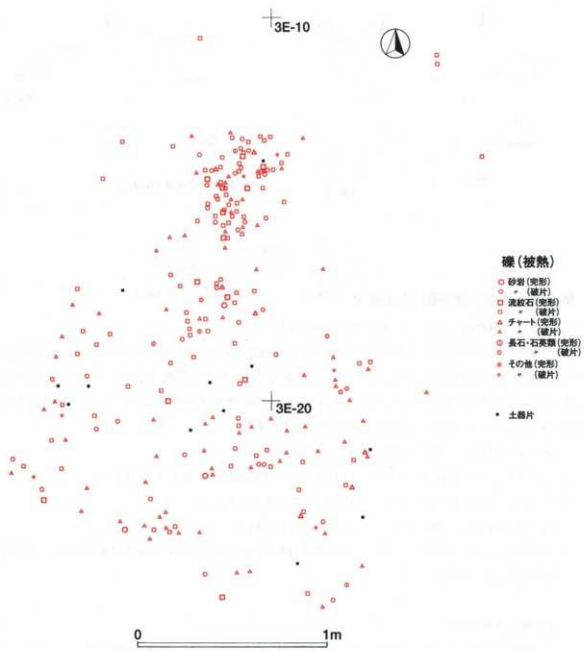 3E-10
礫（被熱）
砂岩（完形）
〃（破片）
流紋石（完形）
〃（破片）
チャート（完形）
〃（破片）
長石・石英類（完形）
〃（破片）
その他（完形）
〃（破片）
土器片
3E-20
0 1m